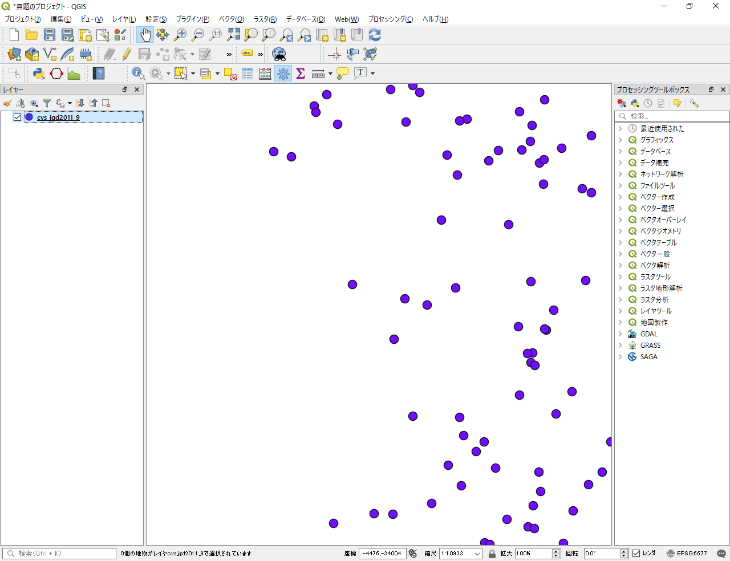 *無題のプロジェクト - QGIS
プロジェクト(J) 編集(E) ビュー(V) レイヤ(L) 設定(S) プラグイン(P) ベクタ(O) ラスタ(R) データベース(D) Web(W) プロセッシング(C) ヘルプ(H)
レイヤー
cvs_jgd2011_9
プロセッシングツールボックス
検索…
最近使用された
グラフィックス
データベース
データ補完
ネットワーク解析
ファイルツール
ベクター作成
ベクター選択
ベクタオーバーレイ
ベクタジオメトリ
ベクタテーブル
ベクタ一般
ベクタ解析
ラスタツール
ラスタ地形解析
ラスタ分析
レイヤツール
地図製作
GDAL
GRASS
SAGA
検索(Ctrl + K)
0個の地物がレイヤcvs_jgd2011_9で選択されています
座標 -4476,-34004
縮尺 1:10933
拡大 100%
回転 0.0°
レンダ
EPSG:6677